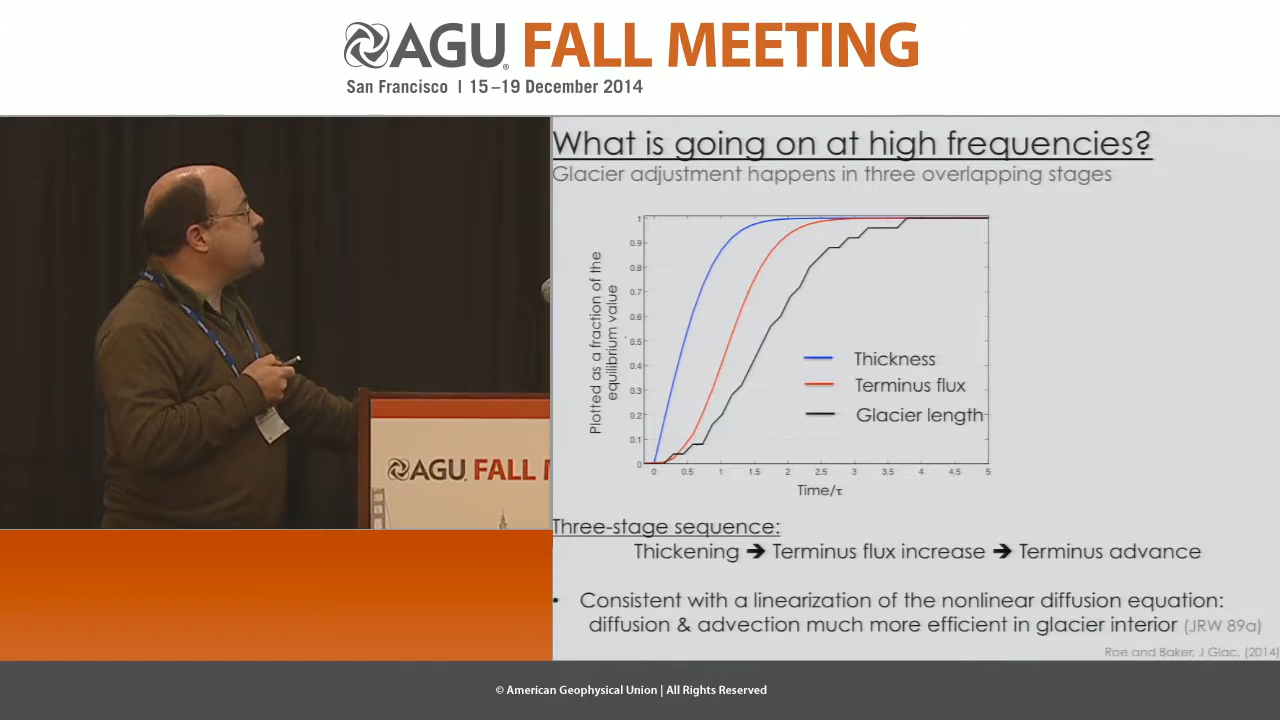 AGU FALL MEETING
San Francisco | 15–19 December 2014
What is going on at high frequencies?
Glacier adjustment happens in three overlapping stages
Plotted as a fraction of the
equilibrium value
1
0.9
0.8
0.7
0.6
0.5
0.4
0.3
0.2
0.1
0
0 0.5 1 1.5 2 2.5 3 3.5 4 4.5 5
Time/τ
Thickness
Terminus flux
Glacier length
AGU FALL M
Three-stage sequence:
Thickening ➔ Terminus flux increase ➔ Terminus advance
• Consistent with a linearization of the nonlinear diffusion equation:
diffusion & advection much more efficient in glacier interior (JRW 89a)
Roe and Baker, J Glac, (2014)
© American Geophysical Union | All Rights Reserved